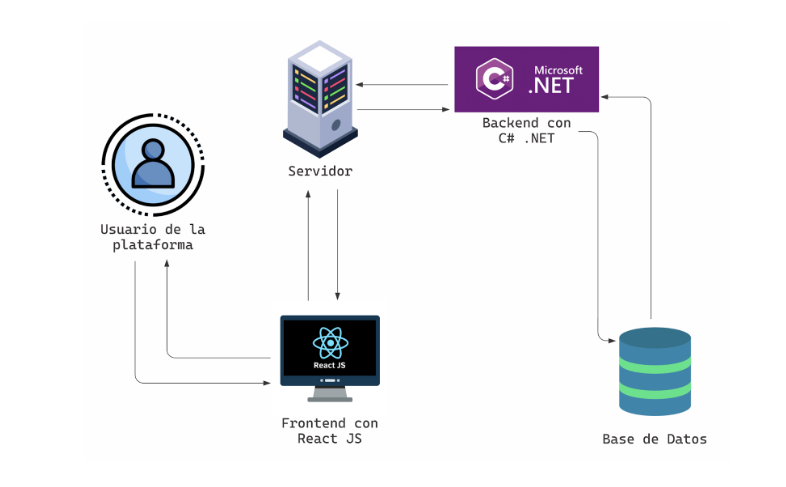 Microsoft
C#
.NET
Backend con
C# .NET
Servidor
Usuario de la
plataforma
React JS
Frontend con
React JS
Base de Datos